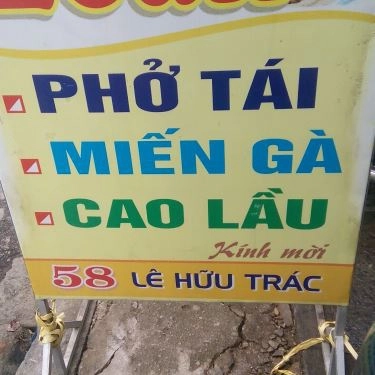 PHỞ TÁI
MIẾN GÀ
CAO LẦU
Kính mời
58 LÊ HỮU TRÁC